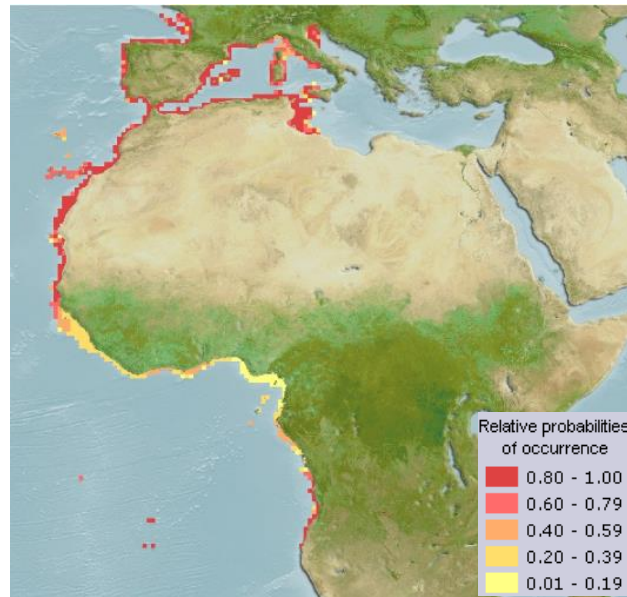 Relative probabilities
of occurrence
0.80 - 1.00
0.60 - 0.79
0.40 - 0.59
0.20 - 0.39
0.01 - 0.19